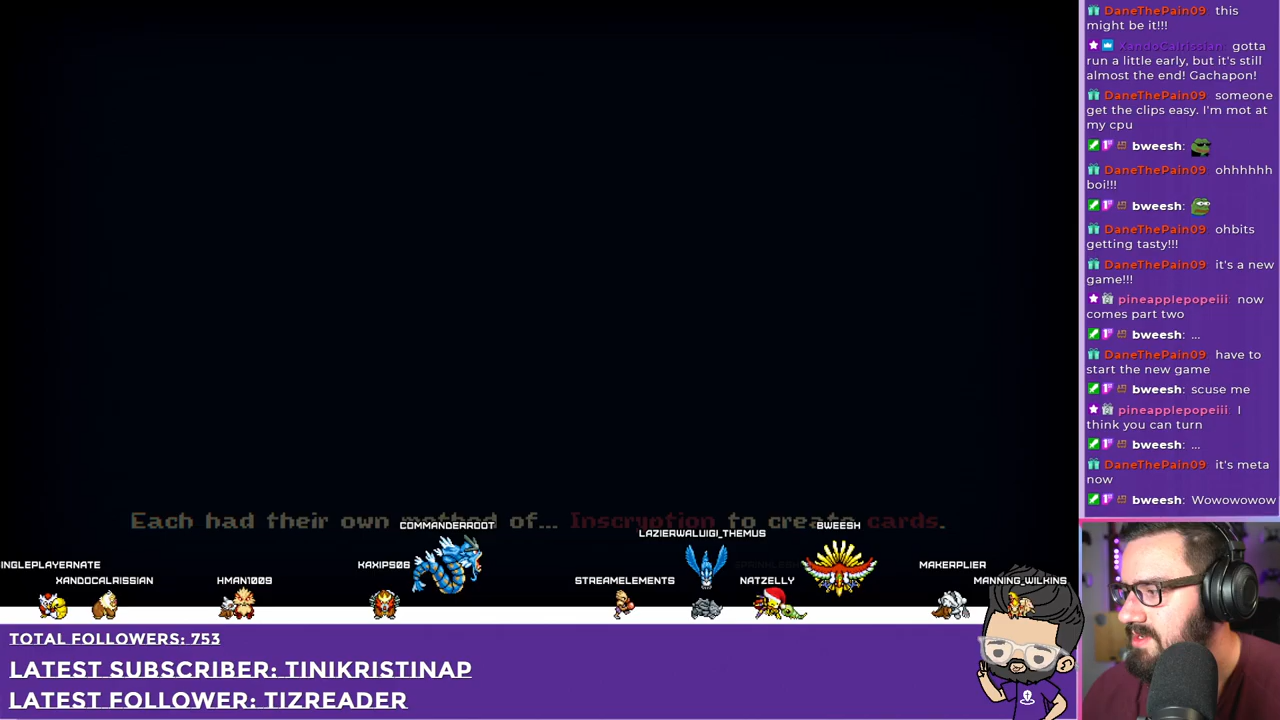 DaneThePain09 this
might be it!!!
XandoCalrissian: gotta
run a little early, but it's still
almost the end! Gachapon!
DaneThePain09 someone
get the clips easy. I'm mot at
my cpu
bweesh:
DaneThePain09 ohhhhhh
boi!!!
bweesh:
DaneThePain09 ohbits
getting tasty!!!
DaneThePain09 it's a new
game!!!
pineapplepopeiii: now
comes part two
bweesh: ...
DaneThePain09 have to
start the new game
bweesh: scuse me
pineapplepopeiii: I
think you can turn
bweesh: ...
DaneThePain09 it's meta
now
bweesh: Wowowowow
Each had their own method of... Inscryption to create cards.
COMMANDERROOT
BWEESH
LAZIERWALUIGI_THEMUS
INGLEPLAYERNATE
KAXIPS06
MAKERPLIER
XANDOCALRISSIAN
HMAN1009
STREAMELEMENTS
NATZELLY
MANNING_WILKINS
TOTAL FOLLOWERS: 753
LATEST SUBSCRIBER: TINIKRISTINAP
LATEST FOLLOWER: TIZREADER